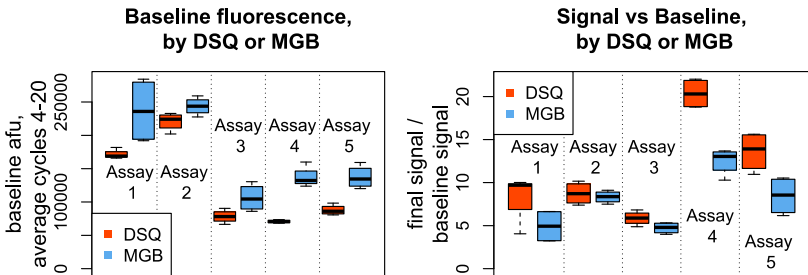 Baseline fluorescence,
by DSQ or MGB
baseline afu,
average cycles 4-20
0
100000
250000
Assay
1
Assay
2
Assay
3
Assay
4
Assay
5
DSQ
MGB
Signal vs Baseline,
by DSQ or MGB
final signal /
baseline signal
0
5
10
15
20
DSQ
MGB
Assay
1
Assay
2
Assay
3
Assay
4
Assay
5